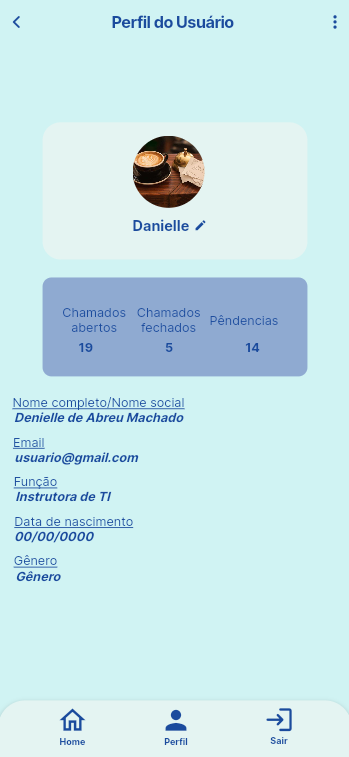 Perfil do Usuário
Danielle
Chamados abertos
19
Chamados fechados
5
Pêndencias
14
Nome completo/Nome social
Denielle de Abreu Machado
Email
usuario@gmail.com
Função
Instrutora de TI
Data de nascimento
00/00/0000
Gênero
Gênero
Home
Perfil
Sair